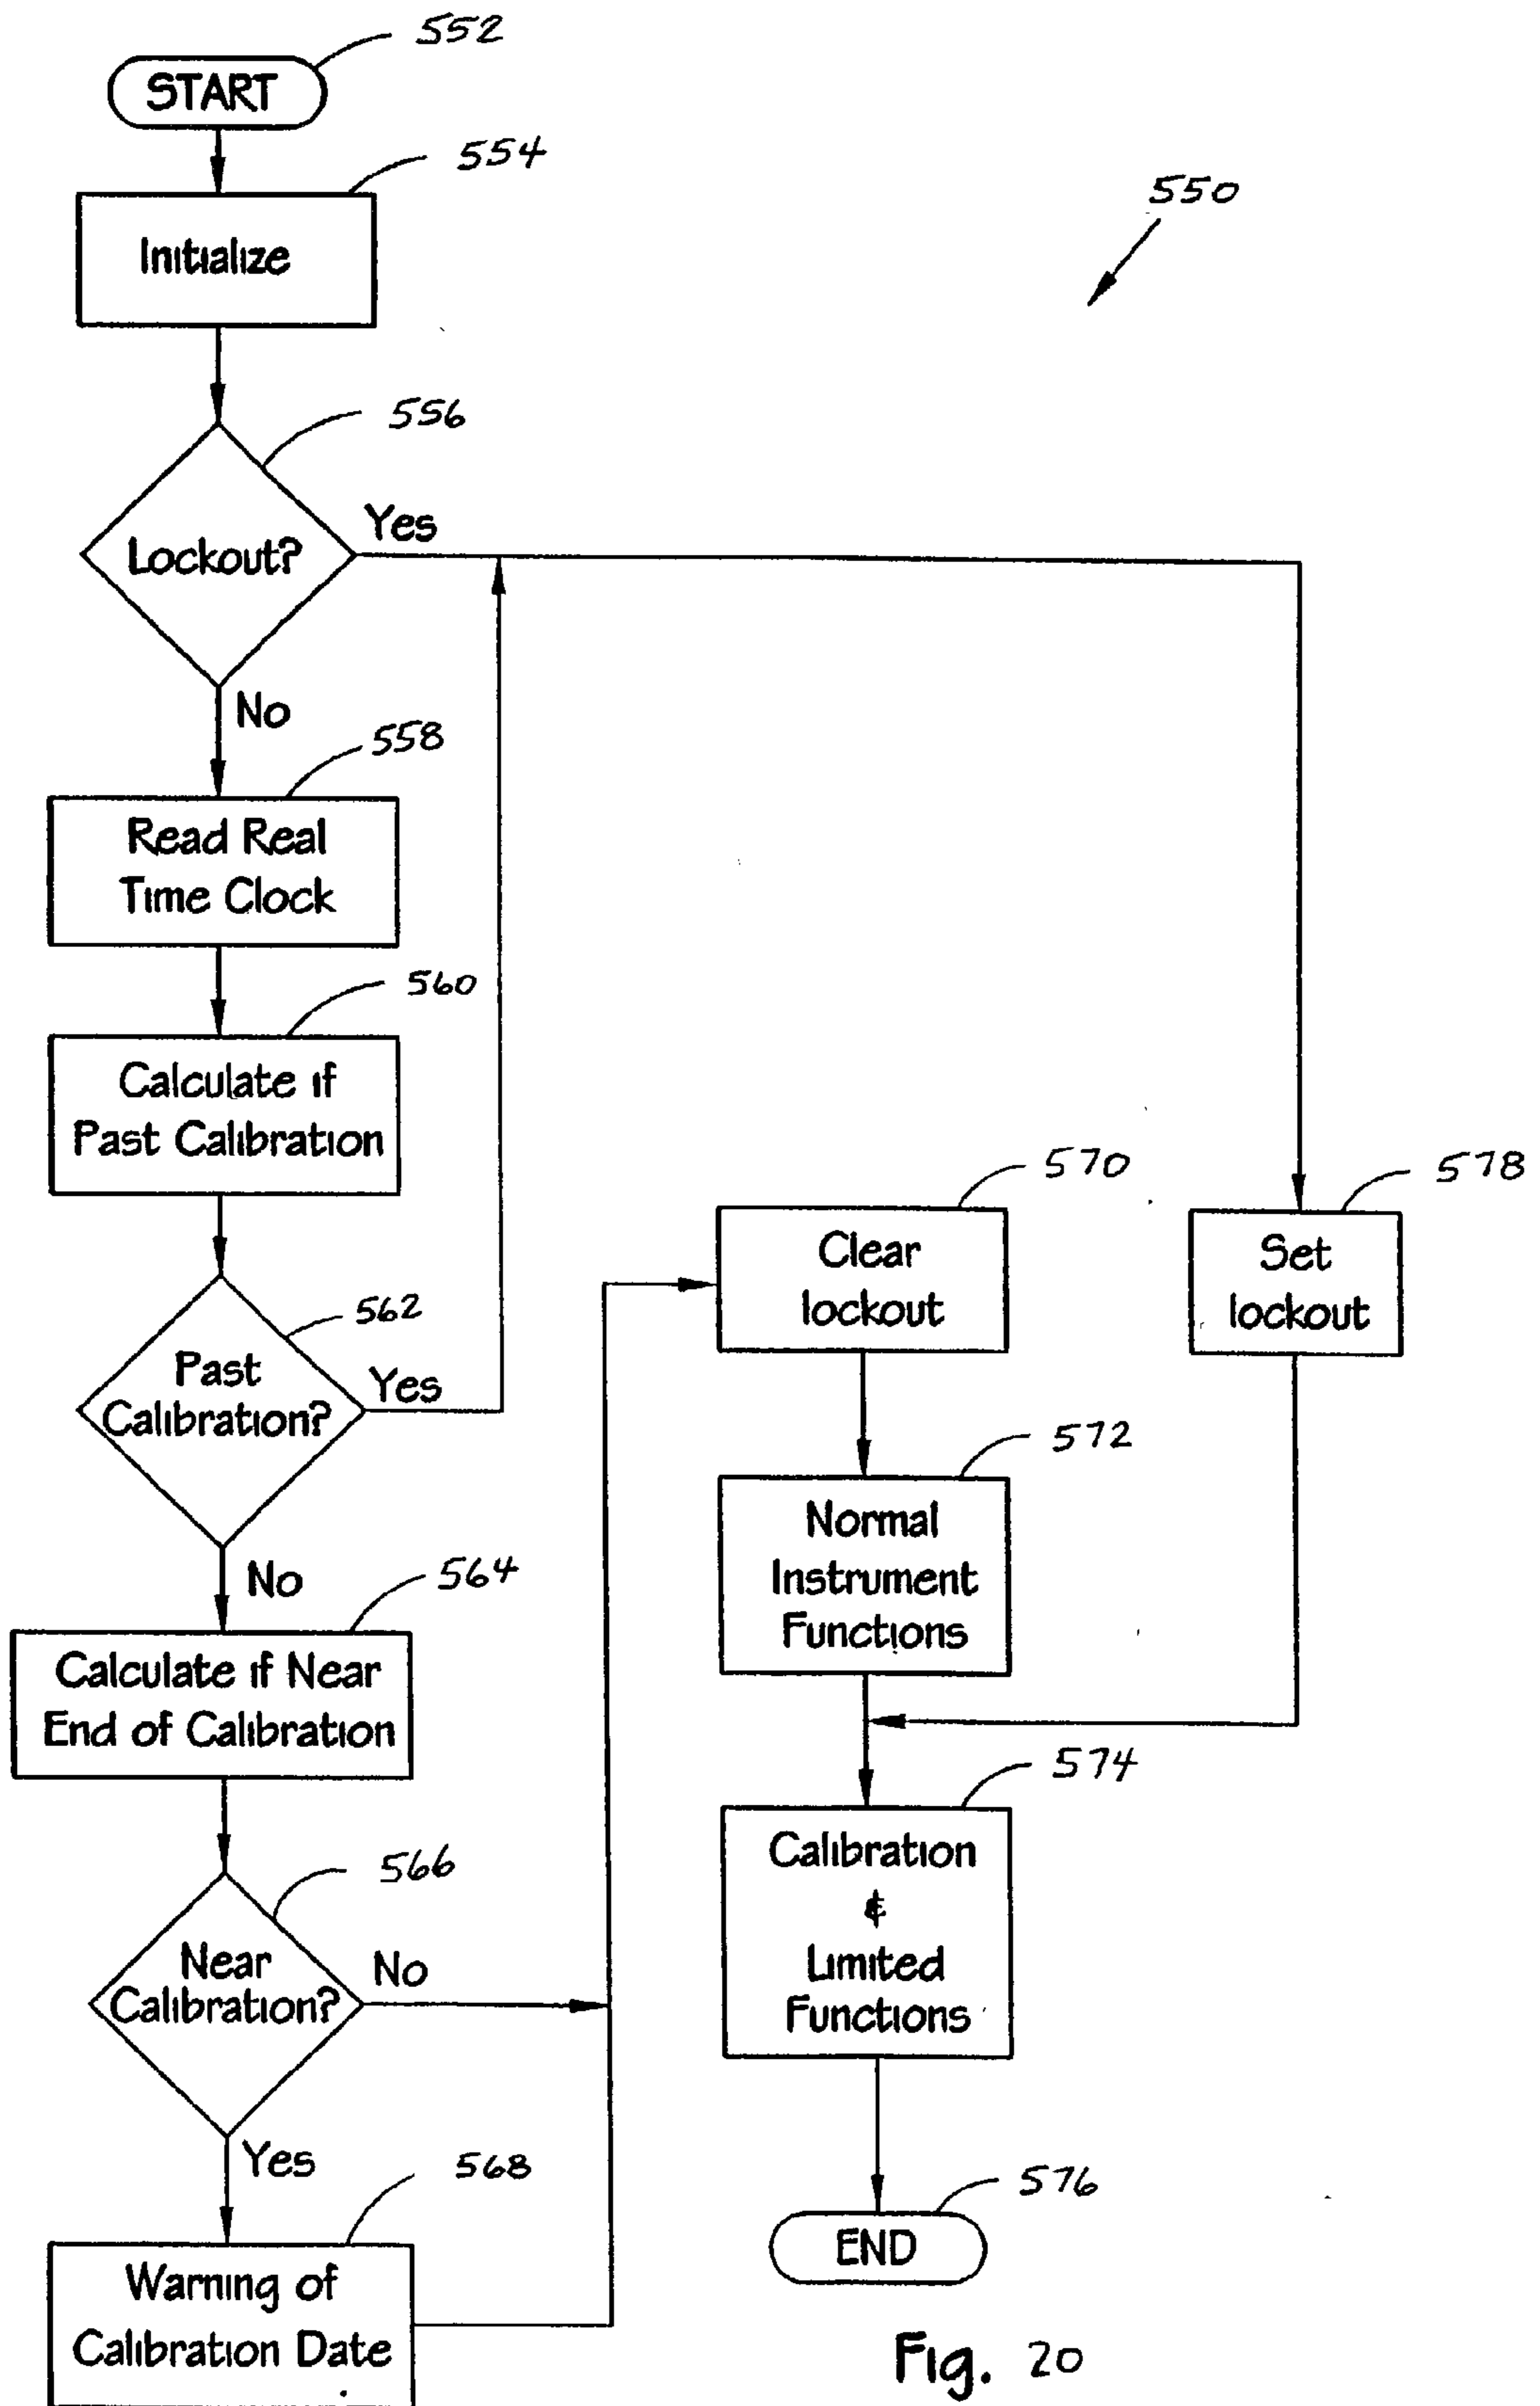 552
START
554
Initialize
550
556
Yes
Lockout?
No
558
Read Real
Time Clock
560
Calculate if
Past Calibration
562
Past
Calibration?
Yes
No
564
Calculate if Near
End of Calibration
566
Near
Calibration?
No
Yes
568
Warning of
Calibration Date
570
Clear
lockout
578
Set
lockout
572
Normal
Instrument
Functions
574
Calibration
&
Limited
Functions
576
END
Fig. 20